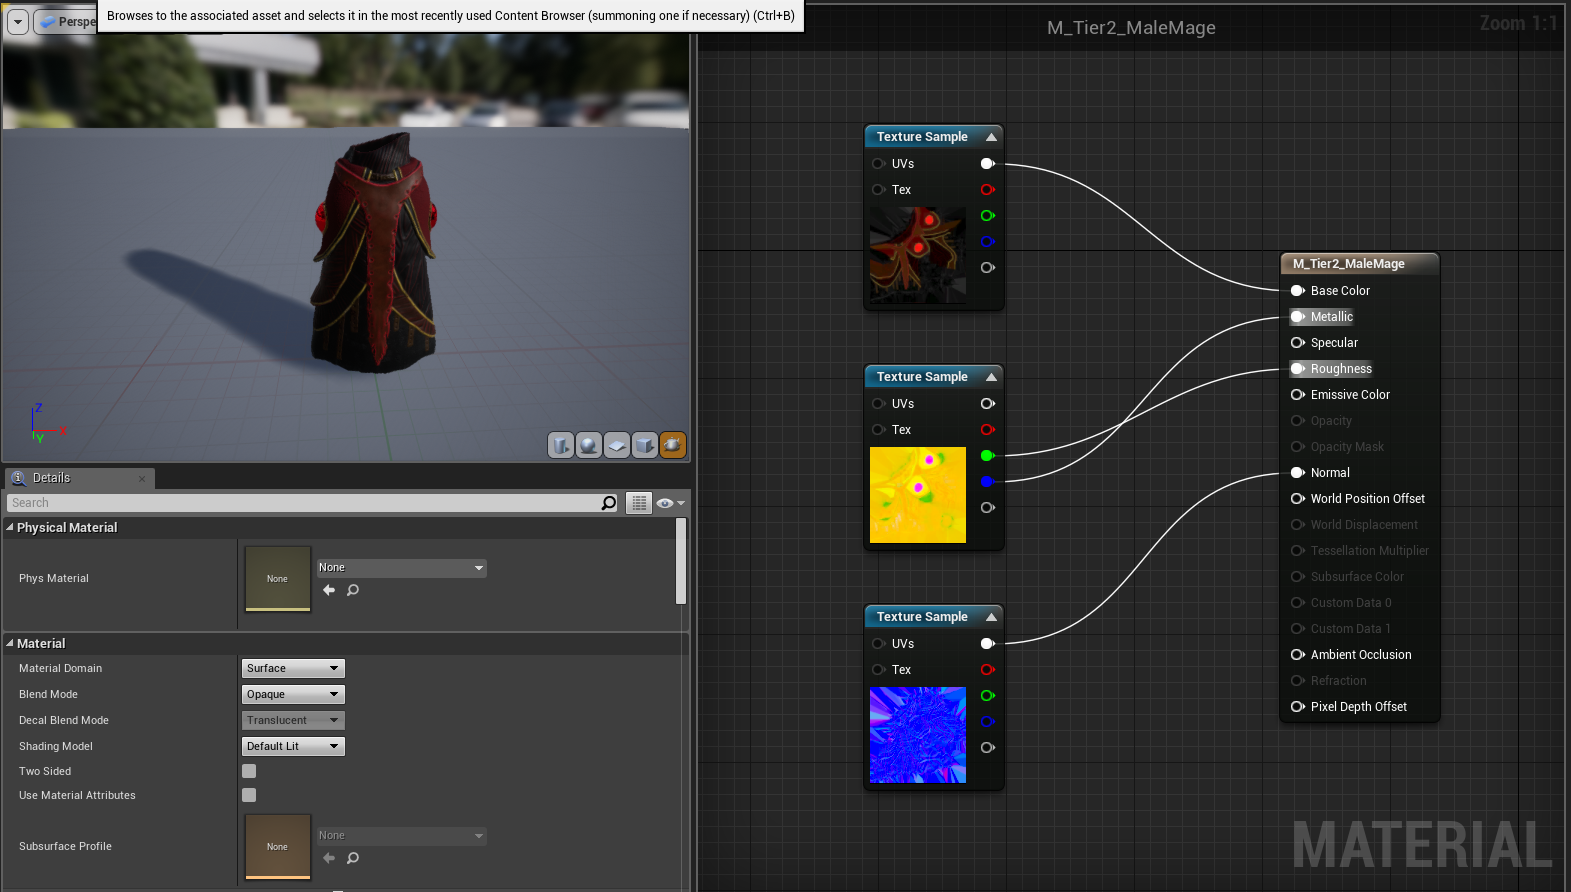 Perspe
Browses to the associated asset and selects it in the most recently used Content Browser (summoning one if necessary) (Ctrl+B)
Z
X
Y
Details
Search
Physical Material
Phys Material
None
None
Material
Material Domain
Surface
Blend Mode
Opaque
Decal Blend Mode
Translucent
Shading Model
Default Lit
Two Sided
Use Material Attributes
Subsurface Profile
None
None
M_Tier2_MaleMage
Zoom 1:1
Texture Sample
UVs
Tex
Texture Sample
UVs
Tex
Texture Sample
UVs
Tex
M_Tier2_MaleMage
Base Color
Metallic
Specular
Roughness
Emissive Color
Opacity
Opacity Mask
Normal
World Position Offset
World Displacement
Tessellation Multiplier
Subsurface Color
Custom Data 0
Custom Data 1
Ambient Occlusion
Refraction
Pixel Depth Offset
MATERIAL